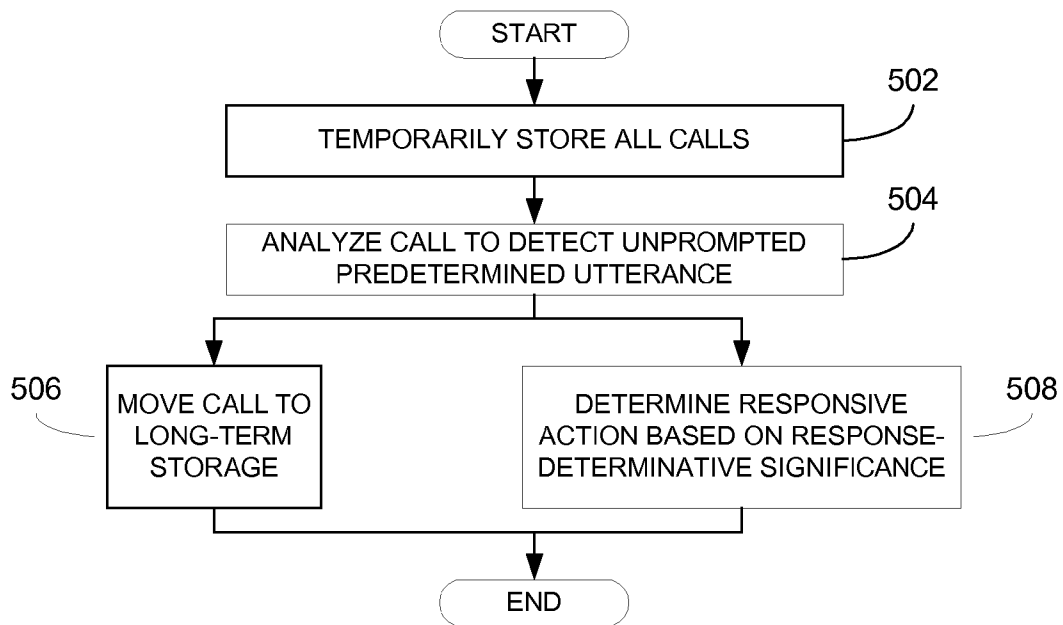 START
502
TEMPORARILY STORE ALL CALLS
504
ANALYZE CALL TO DETECT UNPROMPTED
PREDETERMINED UTTERANCE
506
MOVE CALL TO
LONG-TERM
STORAGE
DETERMINE RESPONSIVE
ACTION BASED ON RESPONSE-
DETERMINATIVE SIGNIFICANCE
508
END